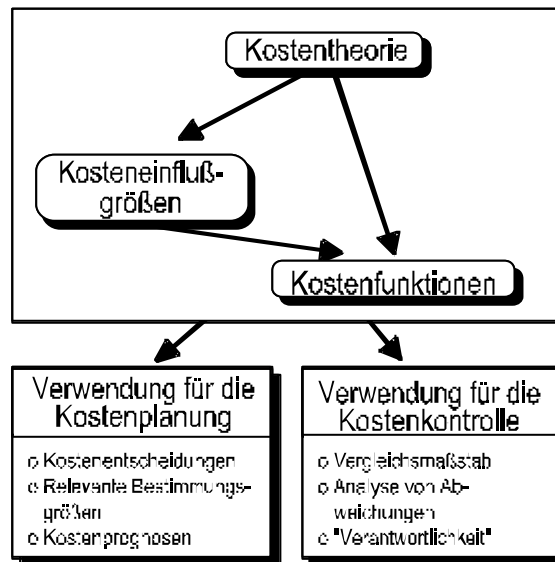 Kostentheorie
Kosteneinfluß-
größen
Kostenfunktionen
Verwendung für die
Kostenplanung
o Kostenentscheidungen
o Relevante Bestimmungs-
größen
o Kostenprognosen
Verwendung für die
Kostenkontrolle
o Vergleichsmaßstab
o Analyse von Ab-
weichungen
o "Verantwortlichkeit"